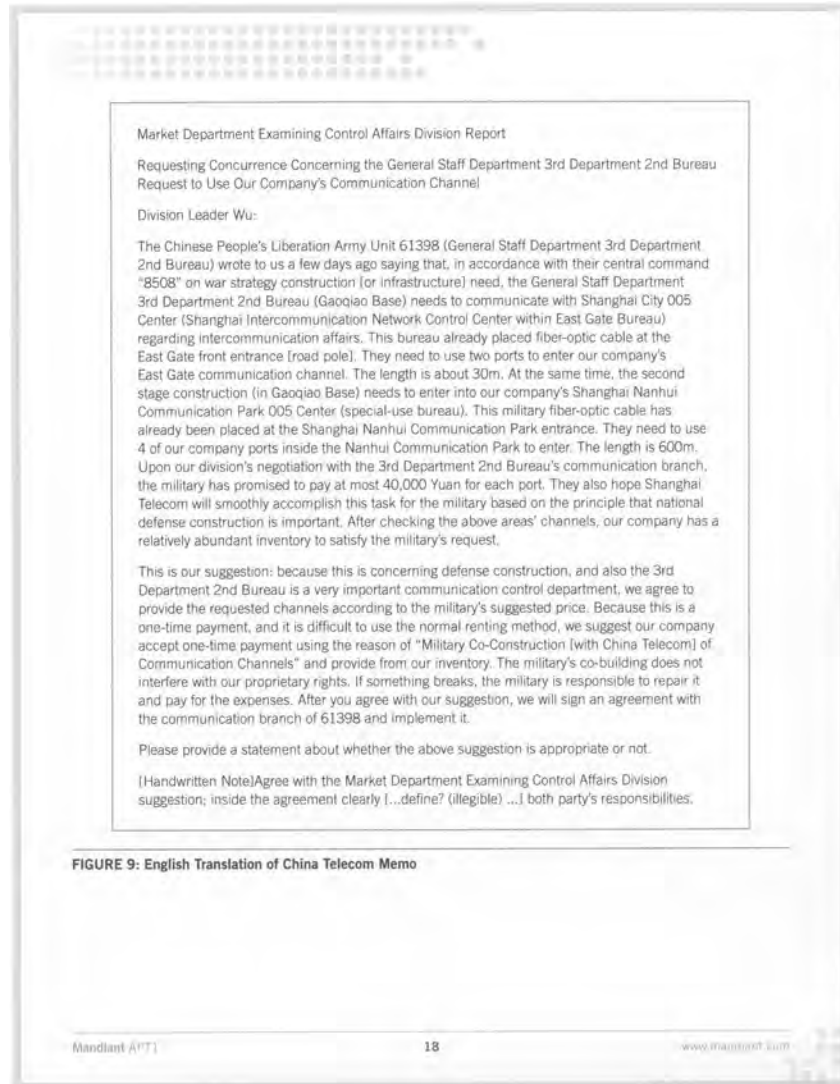 Market Department Examining Control Affairs Division Report
Requesting Concurrence Concerning the General Staff Department 3rd Department 2nd Bureau
Request to Use Our Company's Communication Channel
Division Leader Wu:
The Chinese People's Liberation Army Unit 61398 (General Staff Department 3rd Department
2nd Bureau) wrote to us a few days ago saying that, in accordance with their central command
"8508" on war strategy construction [or infrastructure] need, the General Staff Department
3rd Department 2nd Bureau (Gaoqiao Base) needs to communicate with Shanghai City 005
Center (Shanghai Intercommunication Network Control Center within East Gate Bureau)
regarding intercommunication affairs. This bureau already placed fiber-optic cable at the
East Gate front entrance [road pole]. They need to use two ports to enter our company's
East Gate communication channel. The length is about 30m. At the same time, the second
stage construction (in Gaoqiao Base) needs to enter into our company's Shanghai Nanhui
Communication Park 005 Center (special-use bureau). This military fiber-optic cable has
already been placed at the Shanghai Nanhui Communication Park entrance. They need to use
4 of our company ports inside the Nanhui Communication Park to enter. The length is 600m.
Upon our division's negotiation with the 3rd Department 2nd Bureau's communication branch,
the military has promised to pay at most 40,000 Yuan for each port. They also hope Shanghai
Telecom will smoothly accomplish this task for the military based on the principle that national
defense construction is important. After checking the above areas' channels, our company has a
relatively abundant inventory to satisfy the military's request.
This is our suggestion: because this is concerning defense construction, and also the 3rd
Department 2nd Bureau is a very important communication control department, we agree to
provide the requested channels according to the military's suggested price. Because this is a
one-time payment, and it is difficult to use the normal renting method, we suggest our company
accept one-time payment using the reason of "Military Co-Construction [with China Telecom] of
Communication Channels" and provide from our inventory. The military's co-building does not
interfere with our proprietary rights. If something breaks, the military is responsible to repair it
and pay for the expenses. After you agree with our suggestion, we will sign an agreement with
the communication branch of 61398 and implement it.
Please provide a statement about whether the above suggestion is appropriate or not.
[Handwritten Note]Agree with the Market Department Examining Control Affairs Division
suggestion; inside the agreement clearly [...define? (illegible) ...] both party's responsibilities.
FIGURE 9: English Translation of China Telecom Memo
Mandiant APT1
18
www.mandiant.com